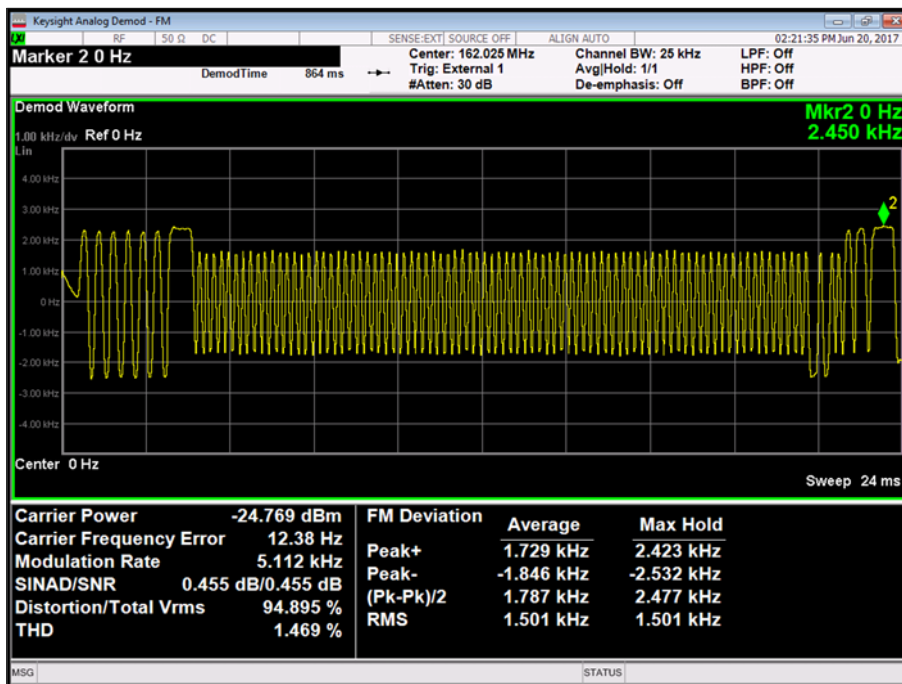 Keysight Analog Demod - FM
LXI RF 50 Ω DC SENSE:EXT SOURCE OFF ALIGN AUTO 02:21:35 PM Jun 20, 2017
Marker 2 0 Hz Center: 162.025 MHz Channel BW: 25 kHz LPF: Off
DemodTime 864 ms Trig: External 1 Avg|Hold: 1/1 HPF: Off
#Atten: 30 dB De-emphasis: Off BPF: Off
Demod Waveform Mkr2 0 Hz
1.00 kHz/dv Ref 0 Hz 2.450 kHz
Lin
4.00 kHz
3.00 kHz
2
2.00 kHz
1.00 kHz
0 Hz
-1.00 kHz
-2.00 kHz
-3.00 kHz
-4.00 kHz
Center 0 Hz
Sweep 24 ms
Carrier Power -24.769 dBm
Carrier Frequency Error 12.38 Hz
Modulation Rate 5.112 kHz
SINAD/SNR 0.455 dB/0.455 dB
Distortion/Total Vrms 94.895 %
THD 1.469 %
FM Deviation Average Max Hold
Peak+ 1.729 kHz 2.423 kHz
Peak- -1.846 kHz -2.532 kHz
(Pk-Pk)/2 1.787 kHz 2.477 kHz
RMS 1.501 kHz 1.501 kHz
MSG STATUS